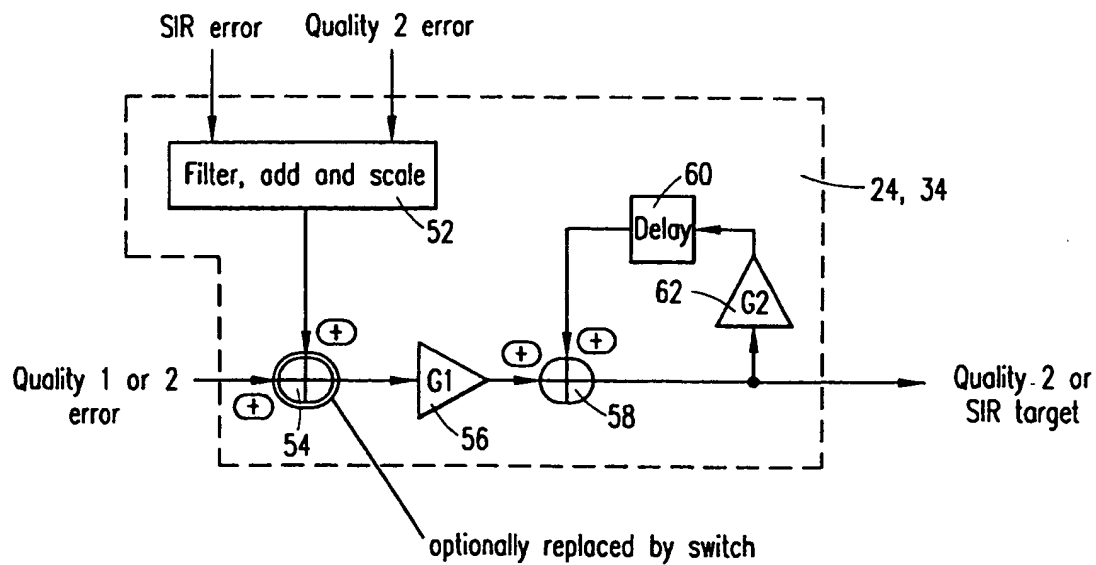 SIR error
Quality 2 error
Filter, add and scale
52
60
Delay
24, 34
62
G2
+
+
+
+
Quality 1 or 2
error
54
G1
56
58
Quality 2 or
SIR target
optionally replaced by switch